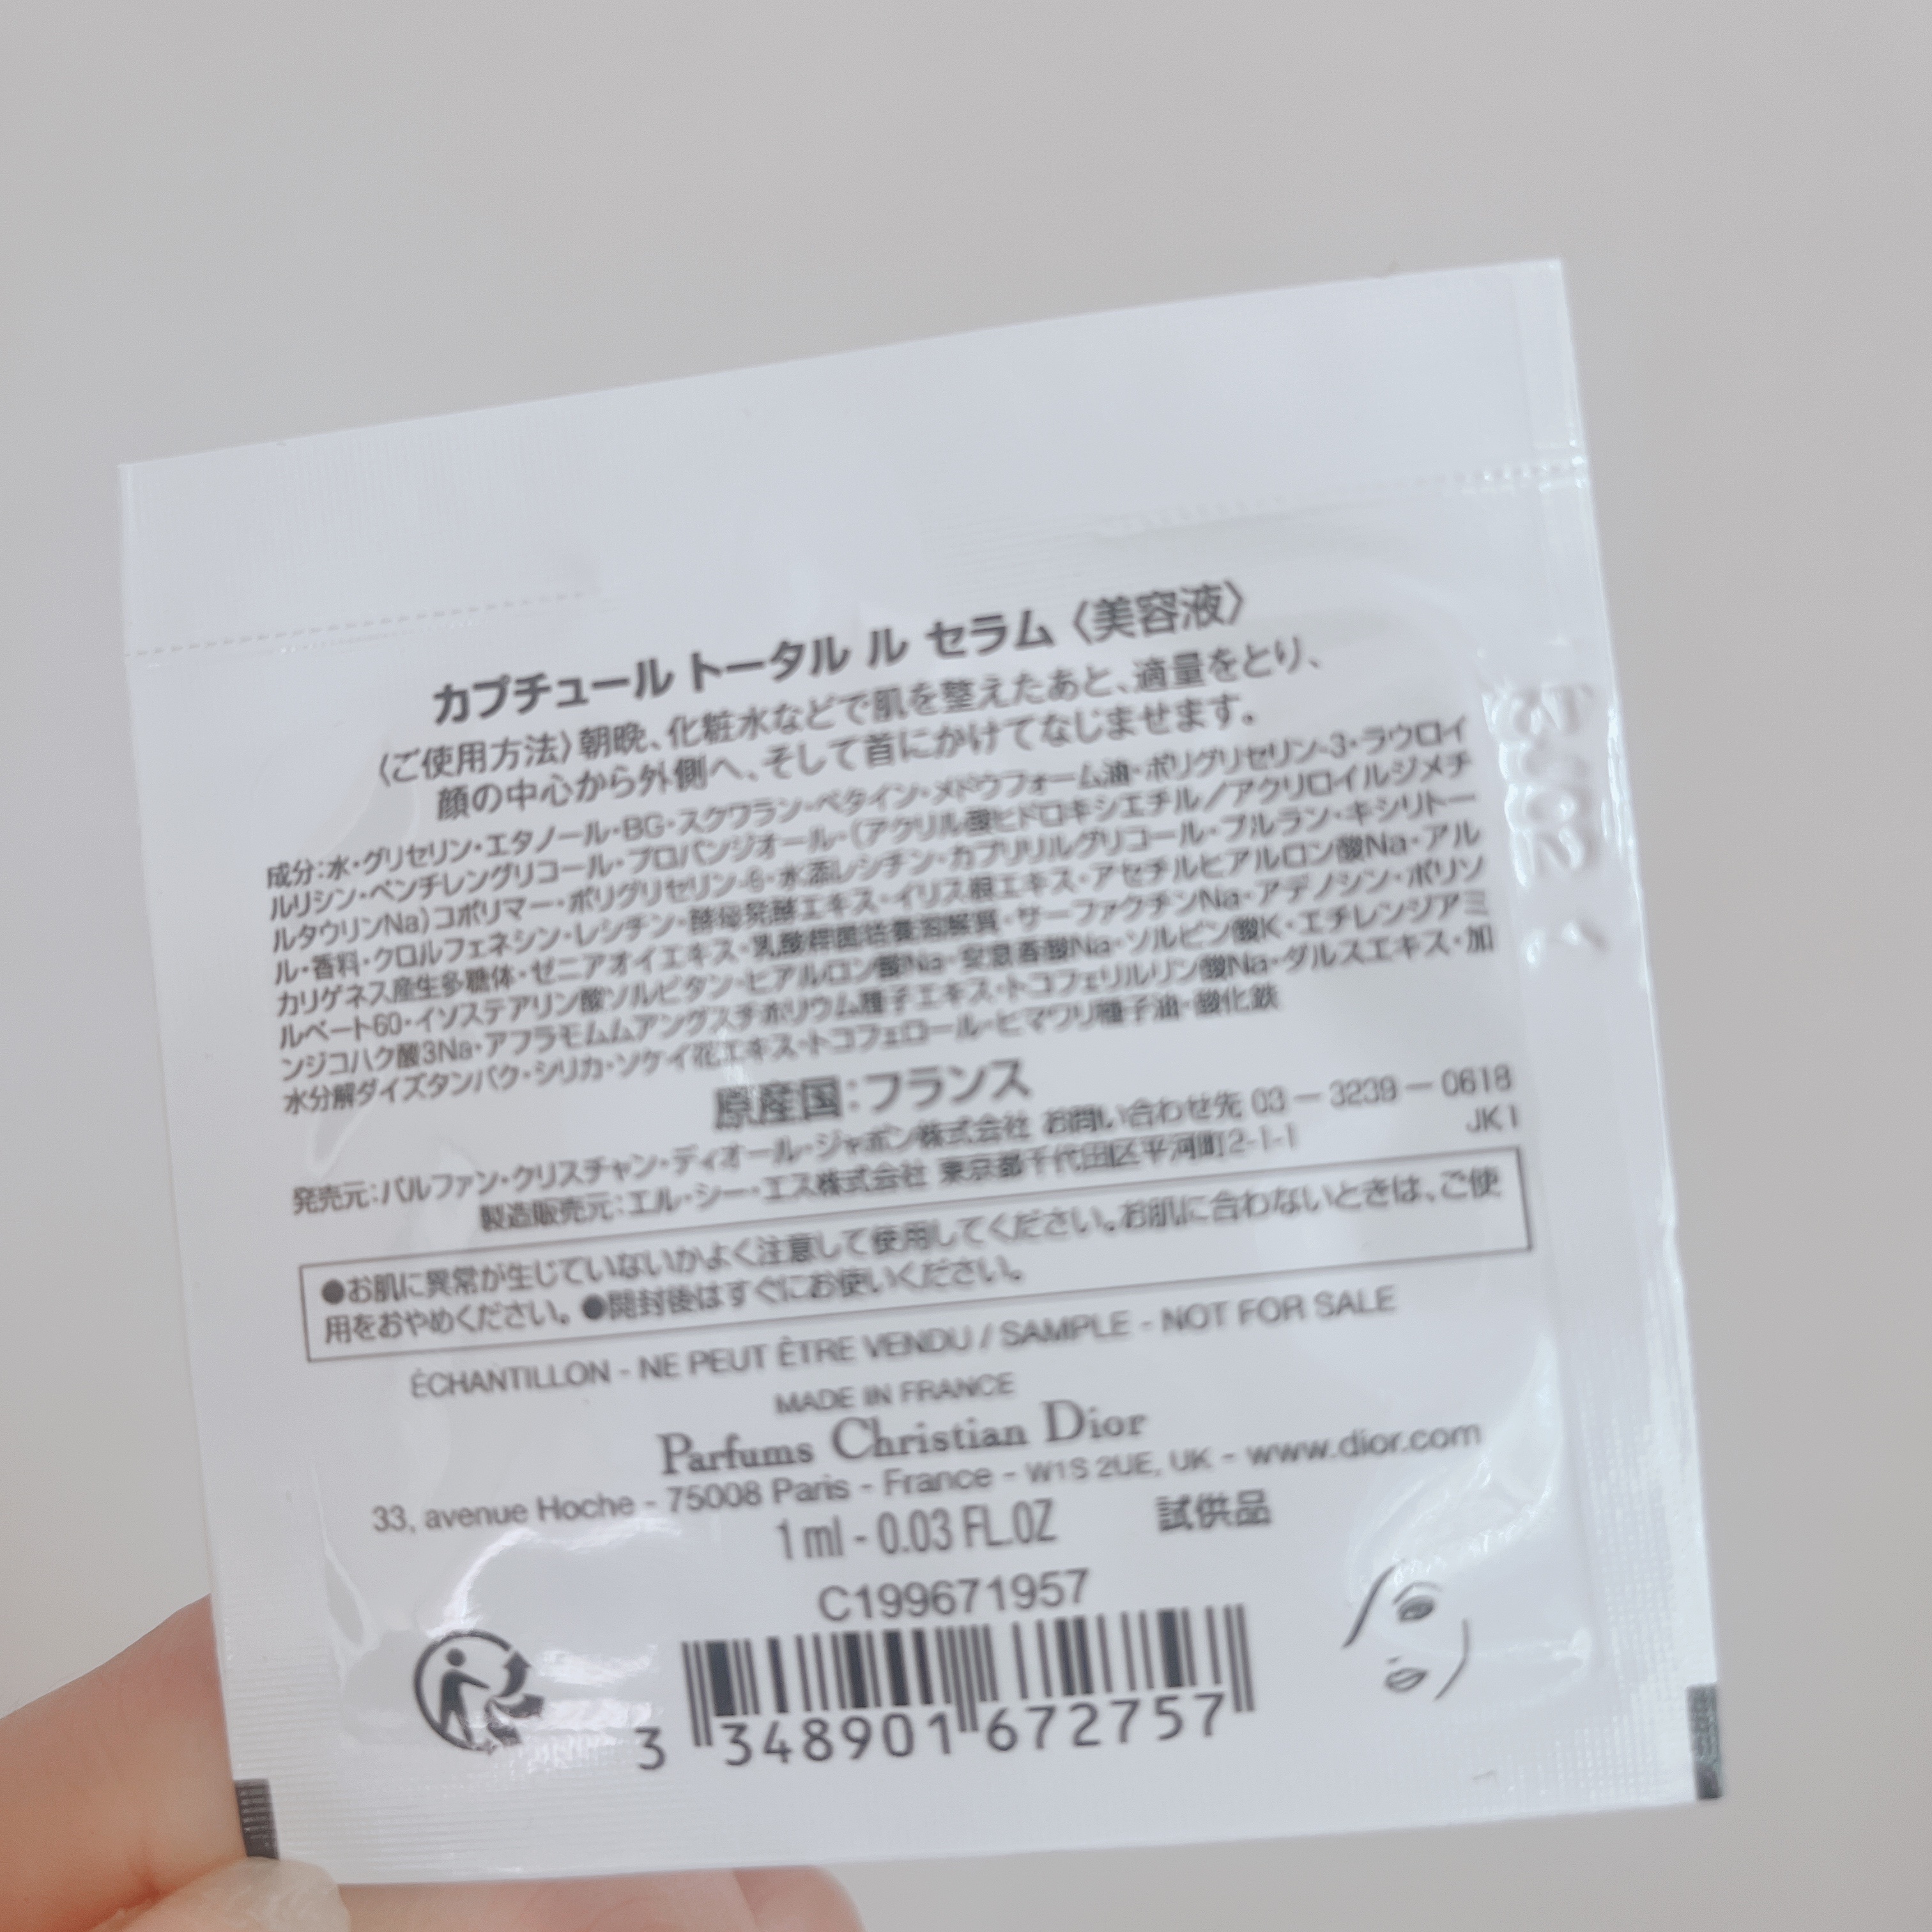 カプチュール トータル ル セラム〈美容液〉
〈ご使用方法〉朝晩、化粧水などで肌を整えたあと、適量をとり、
顔の中心から外側へ、そして首にかけてなじませます。
成分:水・グリセリン・エタノール・BG・スクワラン・ベタイン・メドウフォーム油・ポリグリセリン-3・ラウロイ
ルリシン・ペンチレングリコール・プロパンジオール・(アクリル酸ヒドロキシエチル/アクリロイルジメチ
ルタウリンNa)コポリマー・ポリグリセリン-6・水添レシチン・カプリリルグリコール・プルラン・キシリトー
ル・香料・クロルフェネシン・レシチン・酵母発酵エキス・イリス根エキス・アセチルヒアルロン酸Na・アル
カリゲネス産生多糖体・ゼニアオイエキス・乳酸桿菌培養溶解質・サーファクチンNa・アデノシン・ポリソ
ルベート60・イソステアリン酸ソルビタン・ヒアルロン酸Na・安息香酸Na・ソルビン酸K・エチレンジアミ
ンジコハク酸3Na・アフラモムムアングスチホリウム種子エキス・トコフェリルリン酸Na・ダルスエキス・加
水分解ダイズタンパク・シリカ・ソケイ花エキス・トコフェロール・ヒマワリ種子油・酸化鉄
原産国:フランス
発売元:パルファン・クリスチャン・ディオール・ジャポン株式会社 お問い合わせ先 03-3239-0618
製造販売元:エル・シー・エス株式会社 東京都千代田区平河町2-1-1 JK1
●お肌に異常が生じていないかよく注意して使用してください。お肌に合わないときは、ご使
用をおやめください。●開封後はすぐにお使いください。
ÉCHANTILLON - NE PEUT ÊTRE VENDU / SAMPLE - NOT FOR SALE
MADE IN FRANCE
Parfums Christian Dior
33, avenue Hoche - 75008 Paris - France - W1S 2UE, UK - www.dior.com
1 ml - 0.03 FL.OZ 試供品
C199671957
3 348901 672757